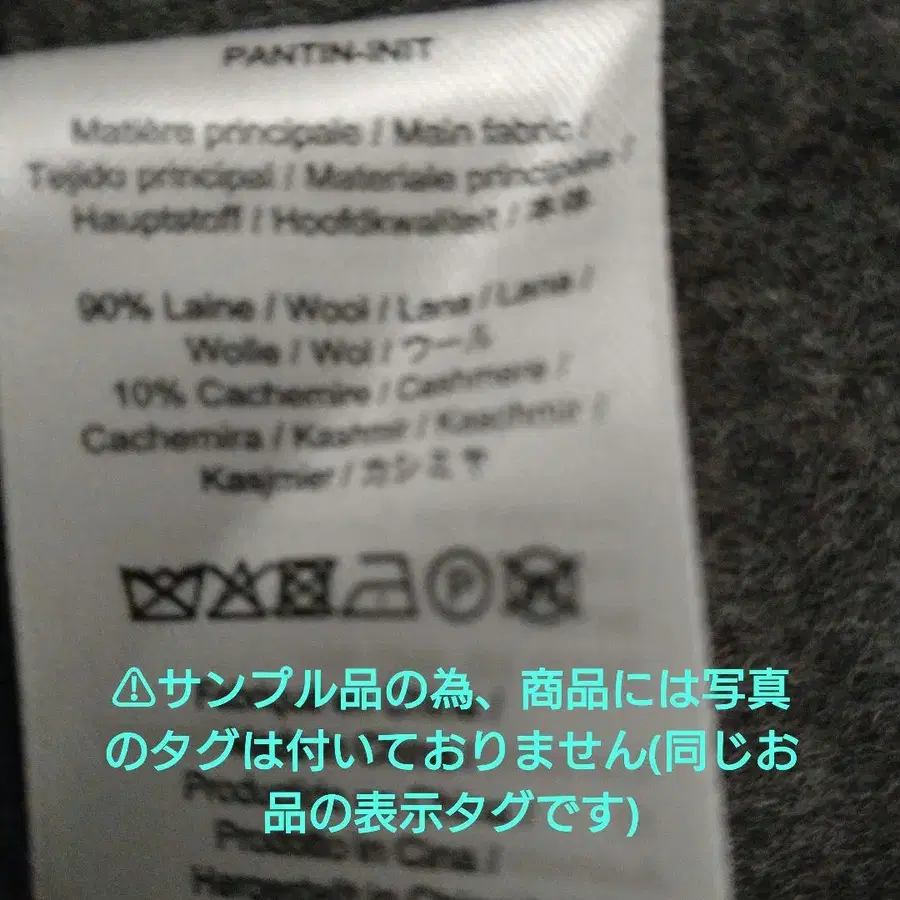 PANTIN-INIT
Matière principale / Main fabric /
Tejido principal / Materiale principale /
Hauptstoff / Hoofdkwaliteit / 本体
90% Laine / Wool / Lana / Lana /
Wolle / Wol / ウール
10% Cachemire / Cashmere /
Cachemira / Kashmir / Kaschmir /
Kasjmier / カシミヤ
P
⚠サンプル品の為、商品には写真
のタグは付いておりません(同じお
品の表示タグです)
Prodotto in Cina /